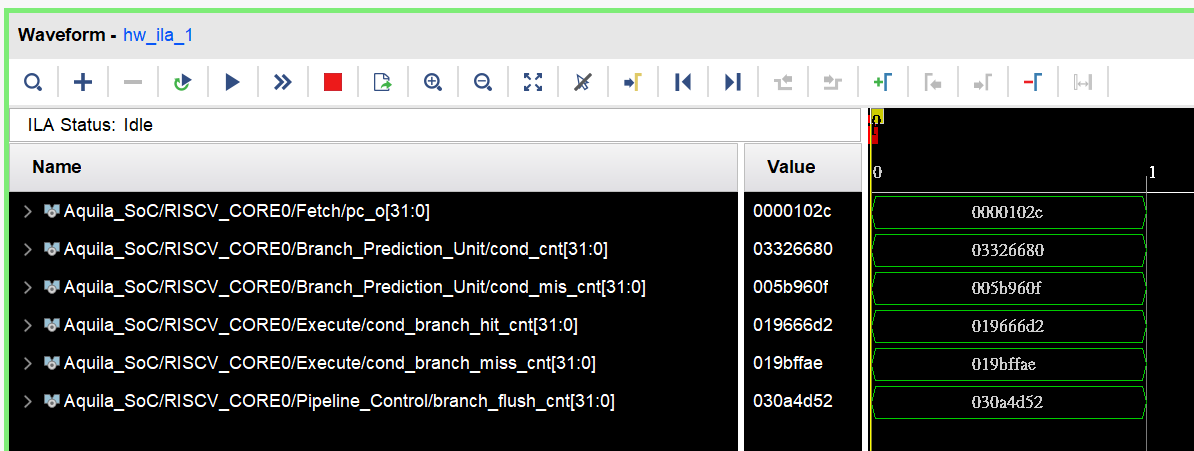 Waveform - hw_ila_1
ILA Status: Idle
0
Name Value 0 1
Aquila_SoC/RISCV_CORE0/Fetch/pc_o[31:0] 0000102c 0000102c
Aquila_SoC/RISCV_CORE0/Branch_Prediction_Unit/cond_cnt[31:0] 03326680 03326680
Aquila_SoC/RISCV_CORE0/Branch_Prediction_Unit/cond_mis_cnt[31:0] 005b960f 005b960f
Aquila_SoC/RISCV_CORE0/Execute/cond_branch_hit_cnt[31:0] 019666d2 019666d2
Aquila_SoC/RISCV_CORE0/Execute/cond_branch_miss_cnt[31:0] 019bffae 019bffae
Aquila_SoC/RISCV_CORE0/Pipeline_Control/branch_flush_cnt[31:0] 030a4d52 030a4d52